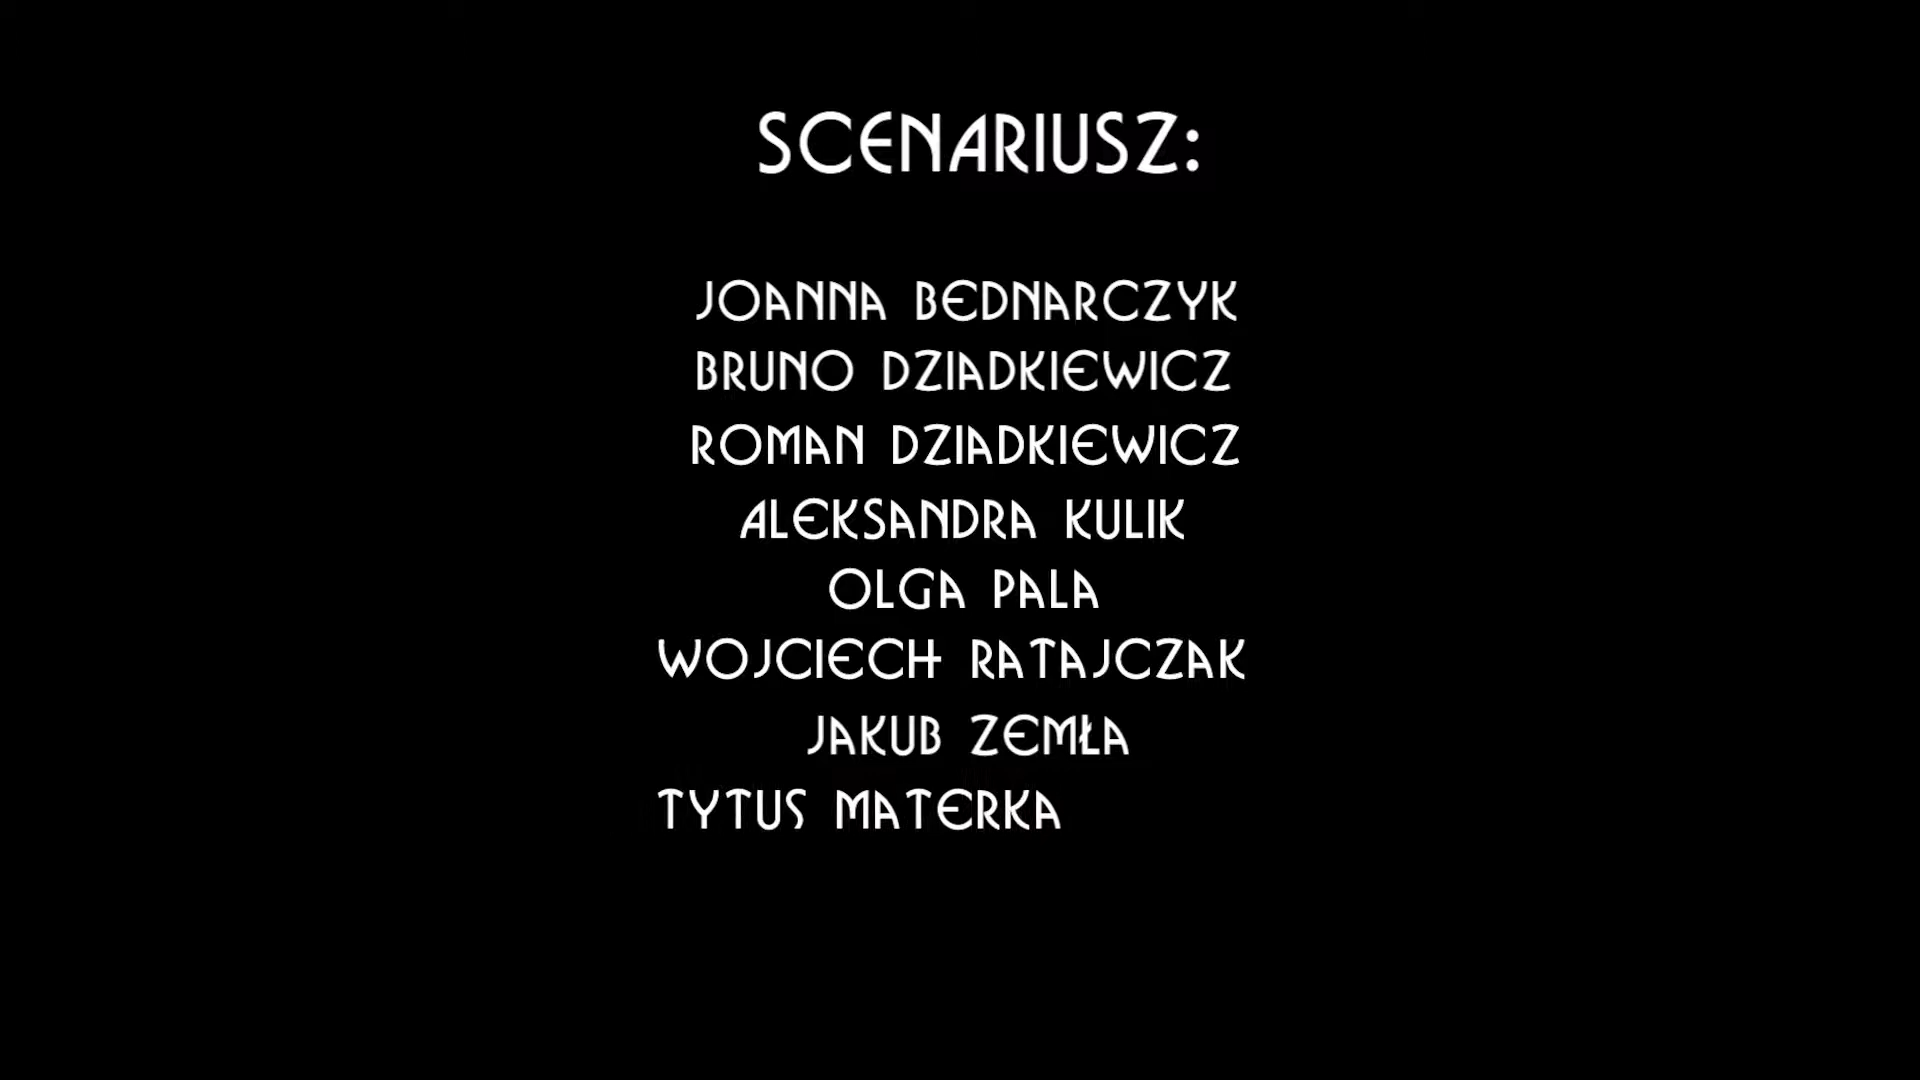 SCENARIUSZ:
JOANNA BEDNARCZYK
BRUNO DZIADKIEWICZ
ROMAN DZIADKIEWICZ
ALEKSANDRA KULIK
OLGA PALA
WOJCIECH RATAJCZAK
JAKUB ZEMŁA
TYTUS MATERKA